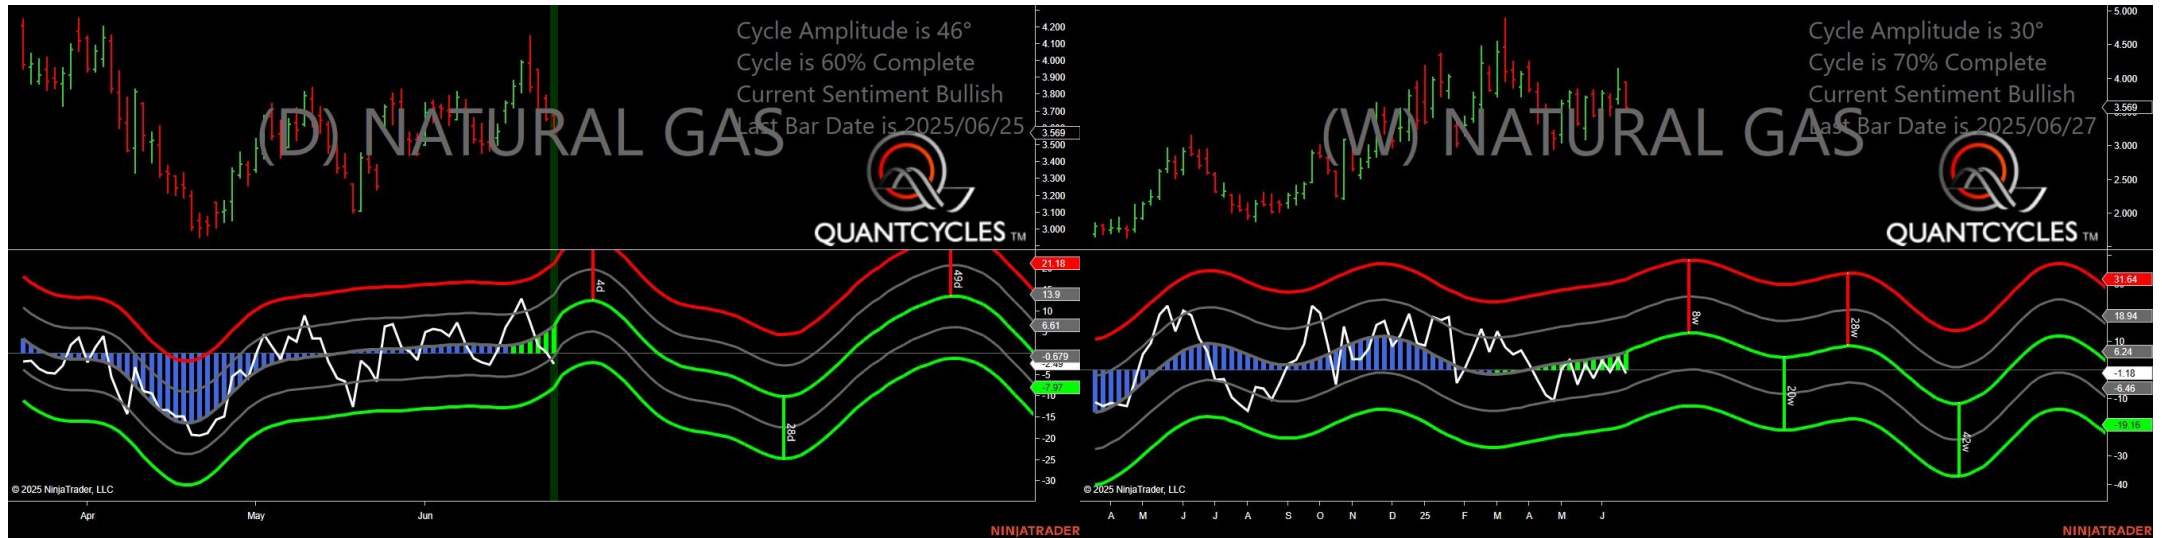 Cycle Amplitude is 46°
Cycle is 60% Complete
Current Sentiment Bullish
Last Bar Date is 2025/06/25
(D) NATURAL GAS
QUANTCYCLES TM
4.200
4.100
4.000
3.900
3.800
3.700
3.569
3.500
3.400
3.300
3.200
3.100
3.000
4d
28d
49d
21.18
13.9
10
6.61
-0.679
-2.49
-5
-7.97
-10
-15
-20
-25
-30
© 2025 NinjaTrader, LLC
Apr
May
Jun
NINJATRADER
Cycle Amplitude is 30°
Cycle is 70% Complete
Current Sentiment Bullish
Last Bar Date is 2025/06/27
(W) NATURAL GAS
QUANTCYCLES TM
5.000
4.500
4.000
3.569
3.000
2.500
2.000
8w
20w
28w
42w
31.64
18.94
10
6.24
-1.18
-6.46
-10
-19.16
-30
-40
© 2025 NinjaTrader, LLC
A M J J A S O N D 25 F M A M J
NINJATRADER